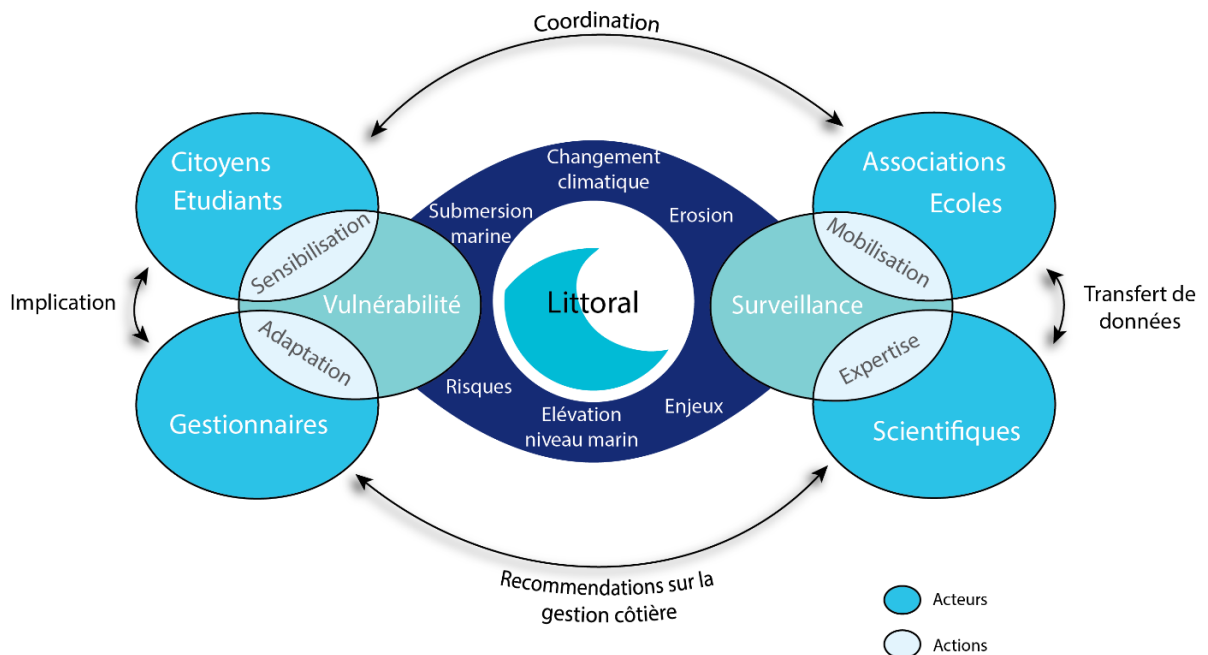 Coordination
Citoyens
Etudiants
Sensibilisation
Vulnérabilité
Adaptation
Gestionnaires
Implication
Changement
climatique
Submersion
marine
Erosion
Littoral
Risques
Elévation
niveau marin
Enjeux
Associations
Ecoles
Mobilisation
Surveillance
Expertise
Scientifiques
Transfert de
données
Recommendations sur la
gestion côtière
Acteurs
Actions